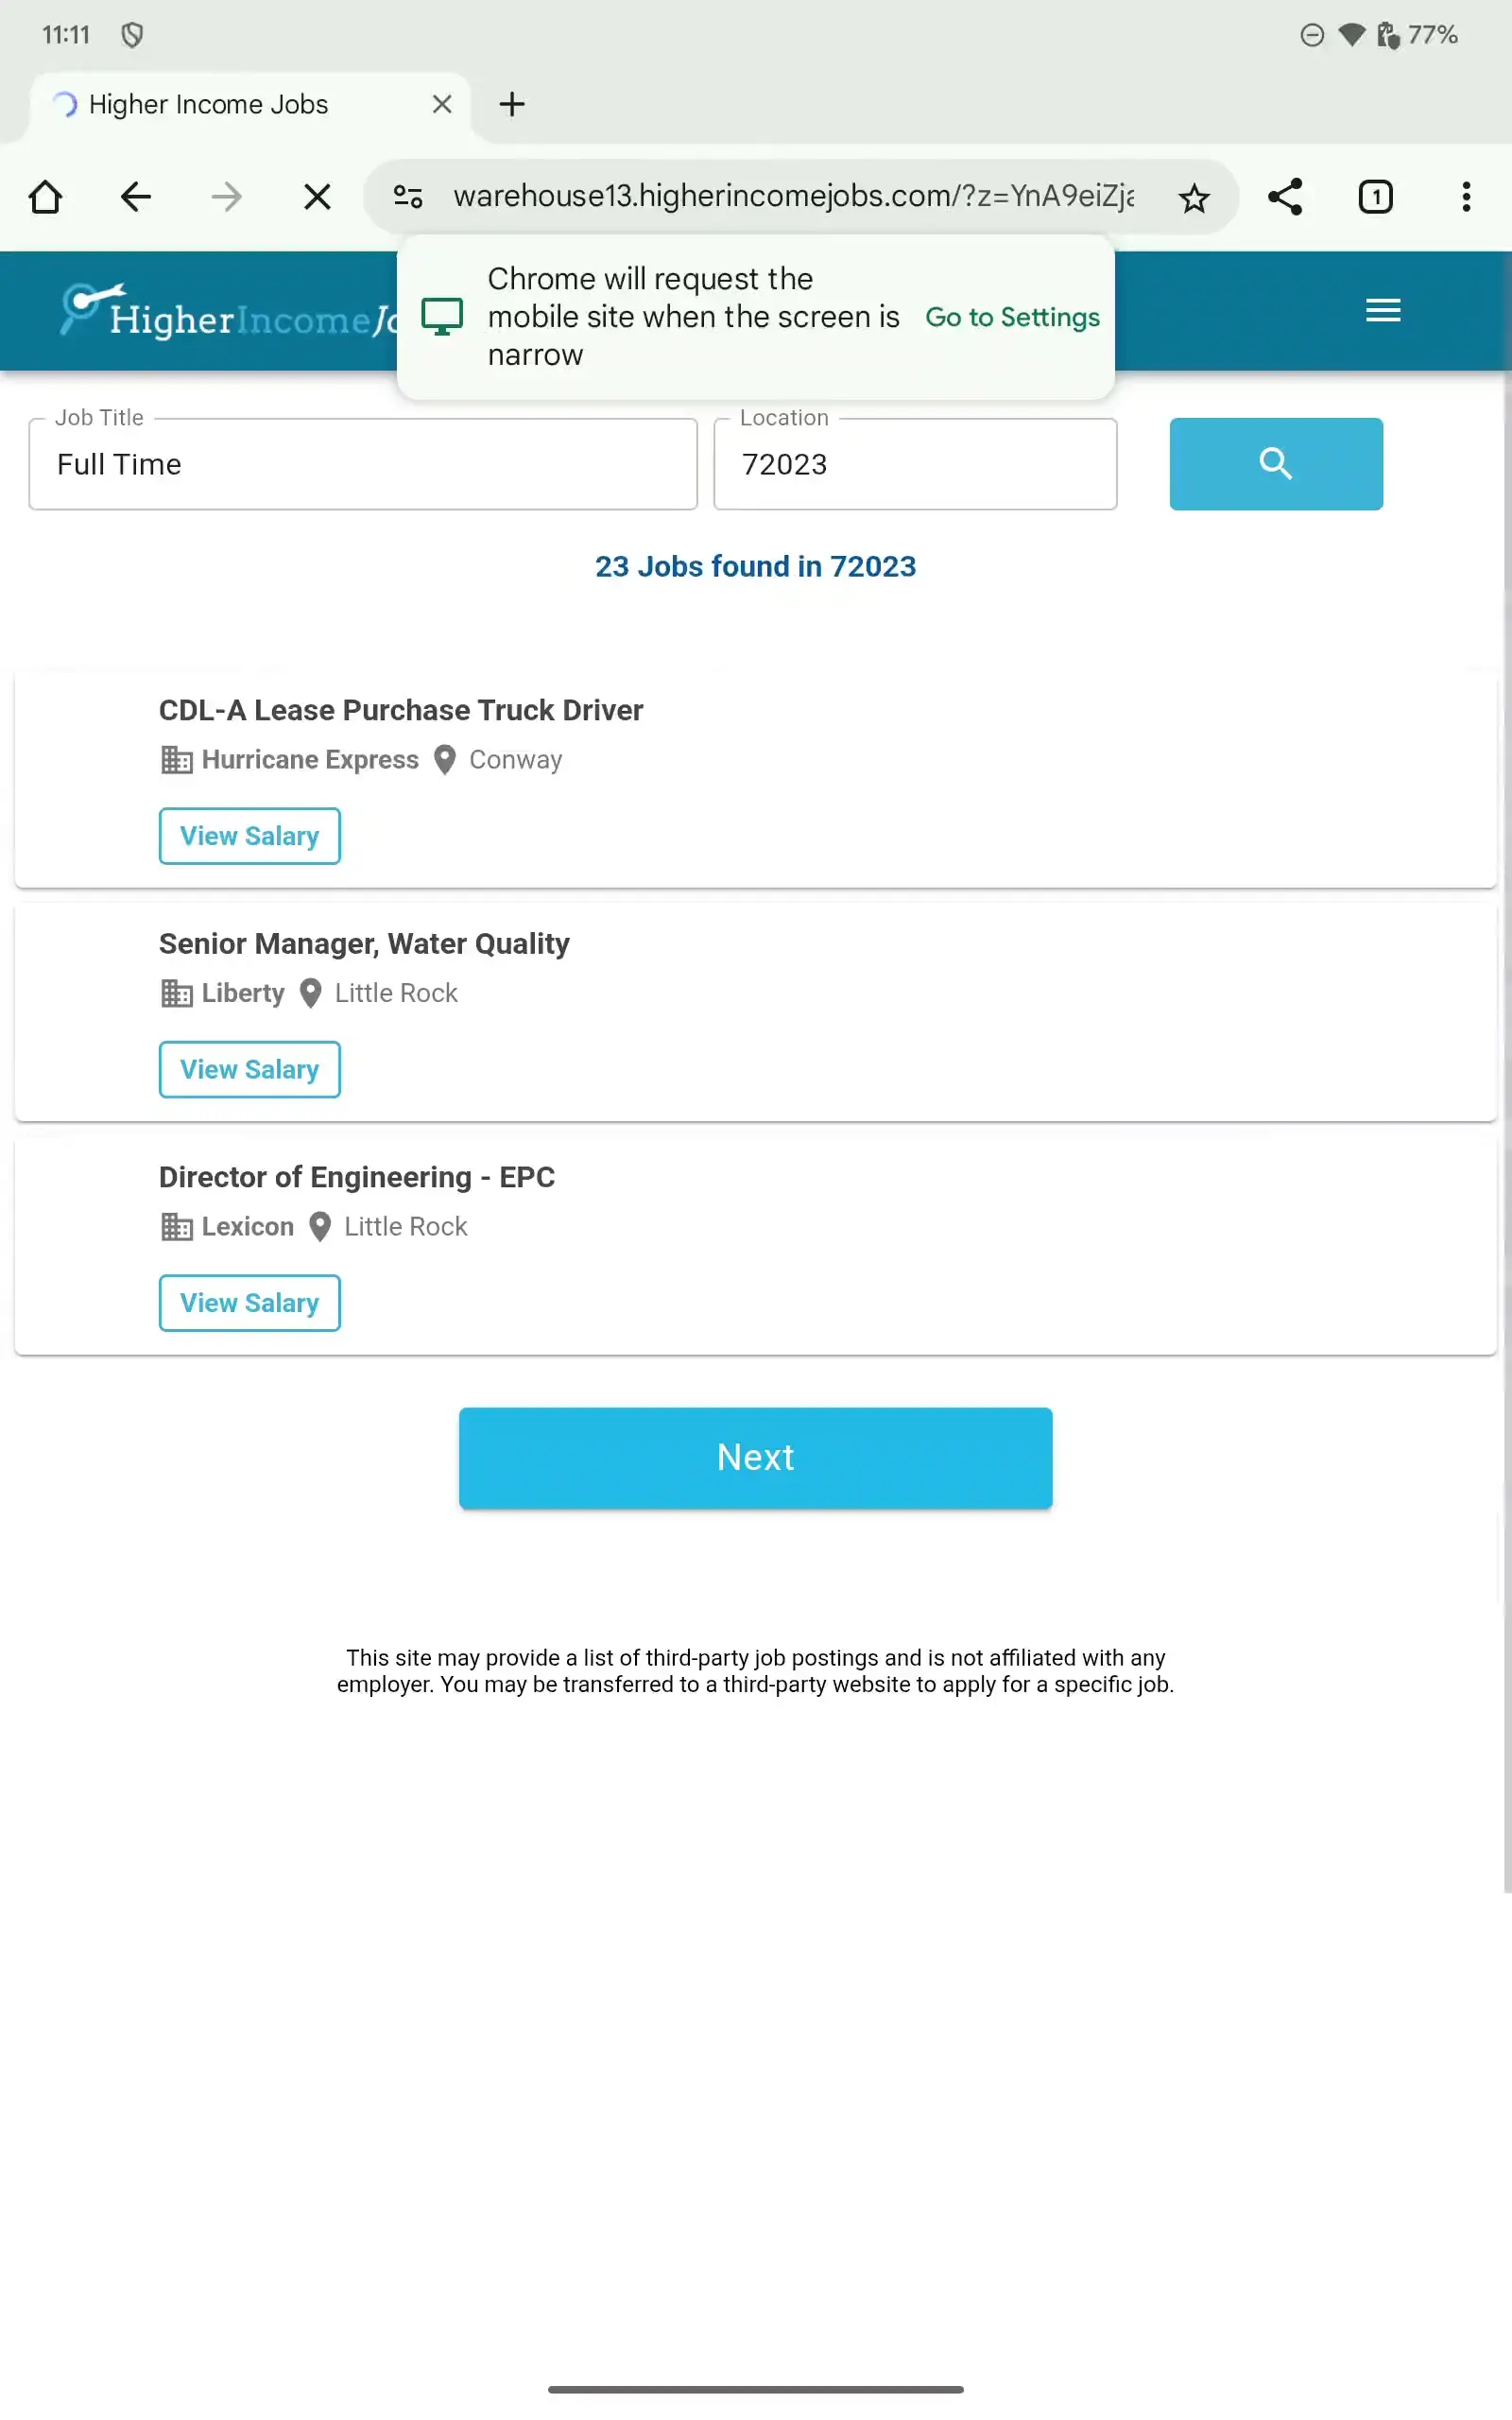 11:11
77%
Higher Income Jobs
warehouse13.higherincomejobs.com/?z=YnA9eiZj
1
HigherIncomeJ
Chrome will request the
mobile site when the screen is
narrow
Go to Settings
Job Title
Full Time
Location
72023
23 Jobs found in 72023
CDL-A Lease Purchase Truck Driver
Hurricane Express Conway
View Salary
Senior Manager, Water Quality
Liberty Little Rock
View Salary
Director of Engineering - EPC
Lexicon Little Rock
View Salary
Next
This site may provide a list of third-party job postings and is not affiliated with any
employer. You may be transferred to a third-party website to apply for a specific job.